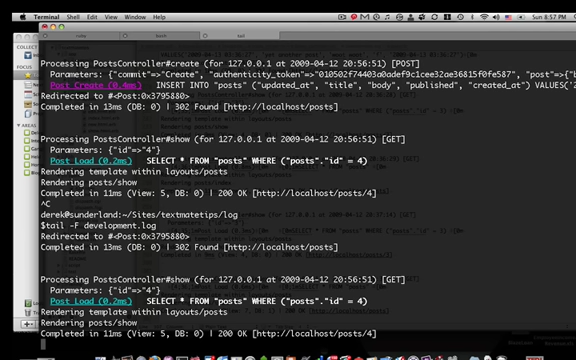 Shell Edit View Window Help
Sun 8:57 PM
tail
Processing PostsController#create (for 127.0.0.1 at 2009-04-12 20:56:51) [POST]
Parameters: {"commit"=>"Create", "authenticity_token"=>"010502f74403a0adef9c1cee32ae36815f0fe587", "post"=>{"b
Post Create (0.4ms) INSERT INTO "posts" ("updated_at", "title", "body", "published", "created_at") VALUES('2
Redirected to #<Post:0x3795880>
Completed in 13ms (DB: 0) | 302 Found [http://localhost/posts]
Processing PostsController#show (for 127.0.0.1 at 2009-04-12 20:56:51) [GET]
Parameters: {"id"=>"4"}
Post Load (0.2ms) SELECT * FROM "posts" WHERE ("posts"."id" = 4)
Rendering template within layouts/posts
Rendering posts/show
Completed in 11ms (View: 5, DB: 0) | 200 OK [http://localhost/posts/4]
^C
derek@sunderland:~/Sites/textmatetips/log
$tail -F development.log
Redirected to #<Post:0x3795880>
Completed in 13ms (DB: 0) | 302 Found [http://localhost/posts]
Processing PostsController#show (for 127.0.0.1 at 2009-04-12 20:56:51) [GET]
Parameters: {"id"=>"4"}
Post Load (0.2ms) SELECT * FROM "posts" WHERE ("posts"."id" = 4)
Rendering template within layouts/posts
Rendering posts/show
Completed in 11ms (View: 5, DB: 0) | 200 OK [http://localhost/posts/4]